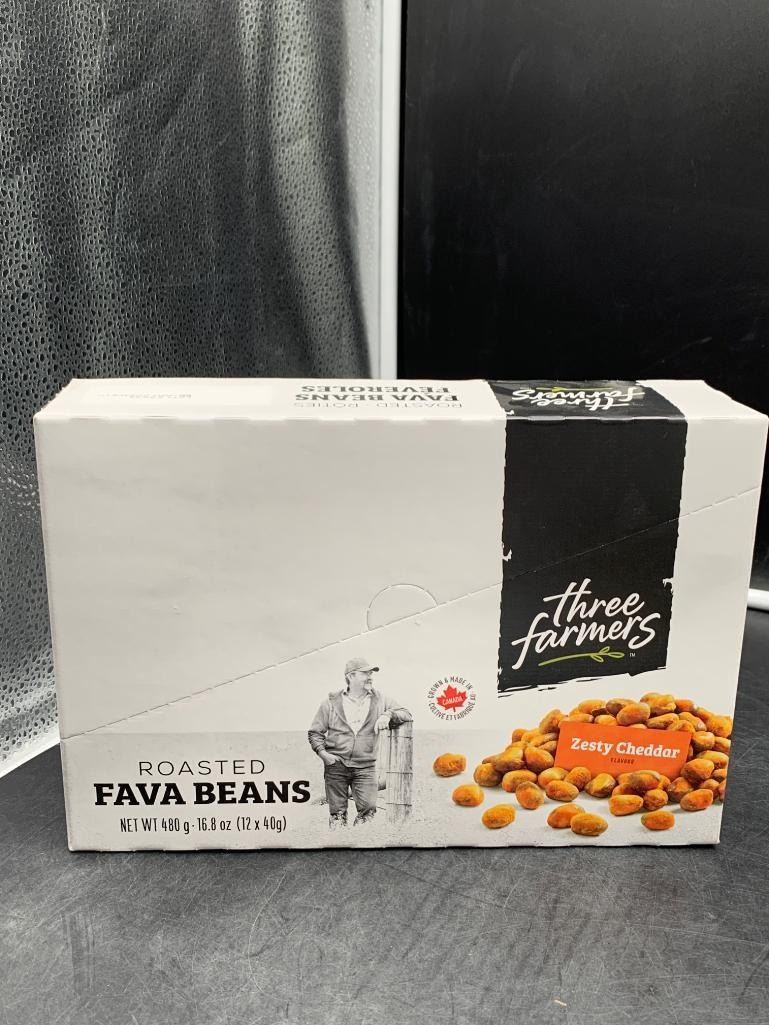 ROASTED - RÔTIES
FAVA BEANS
FÉVEROLES
three
farmers
three
farmers
TM
GROWN & MADE IN
CANADA
CULTIVÉ ET FABRIQUÉ AU
Zesty Cheddar
FLAVOUR
ROASTED
FAVA BEANS
NET WT 480 g · 16.8 oz (12 x 40g)